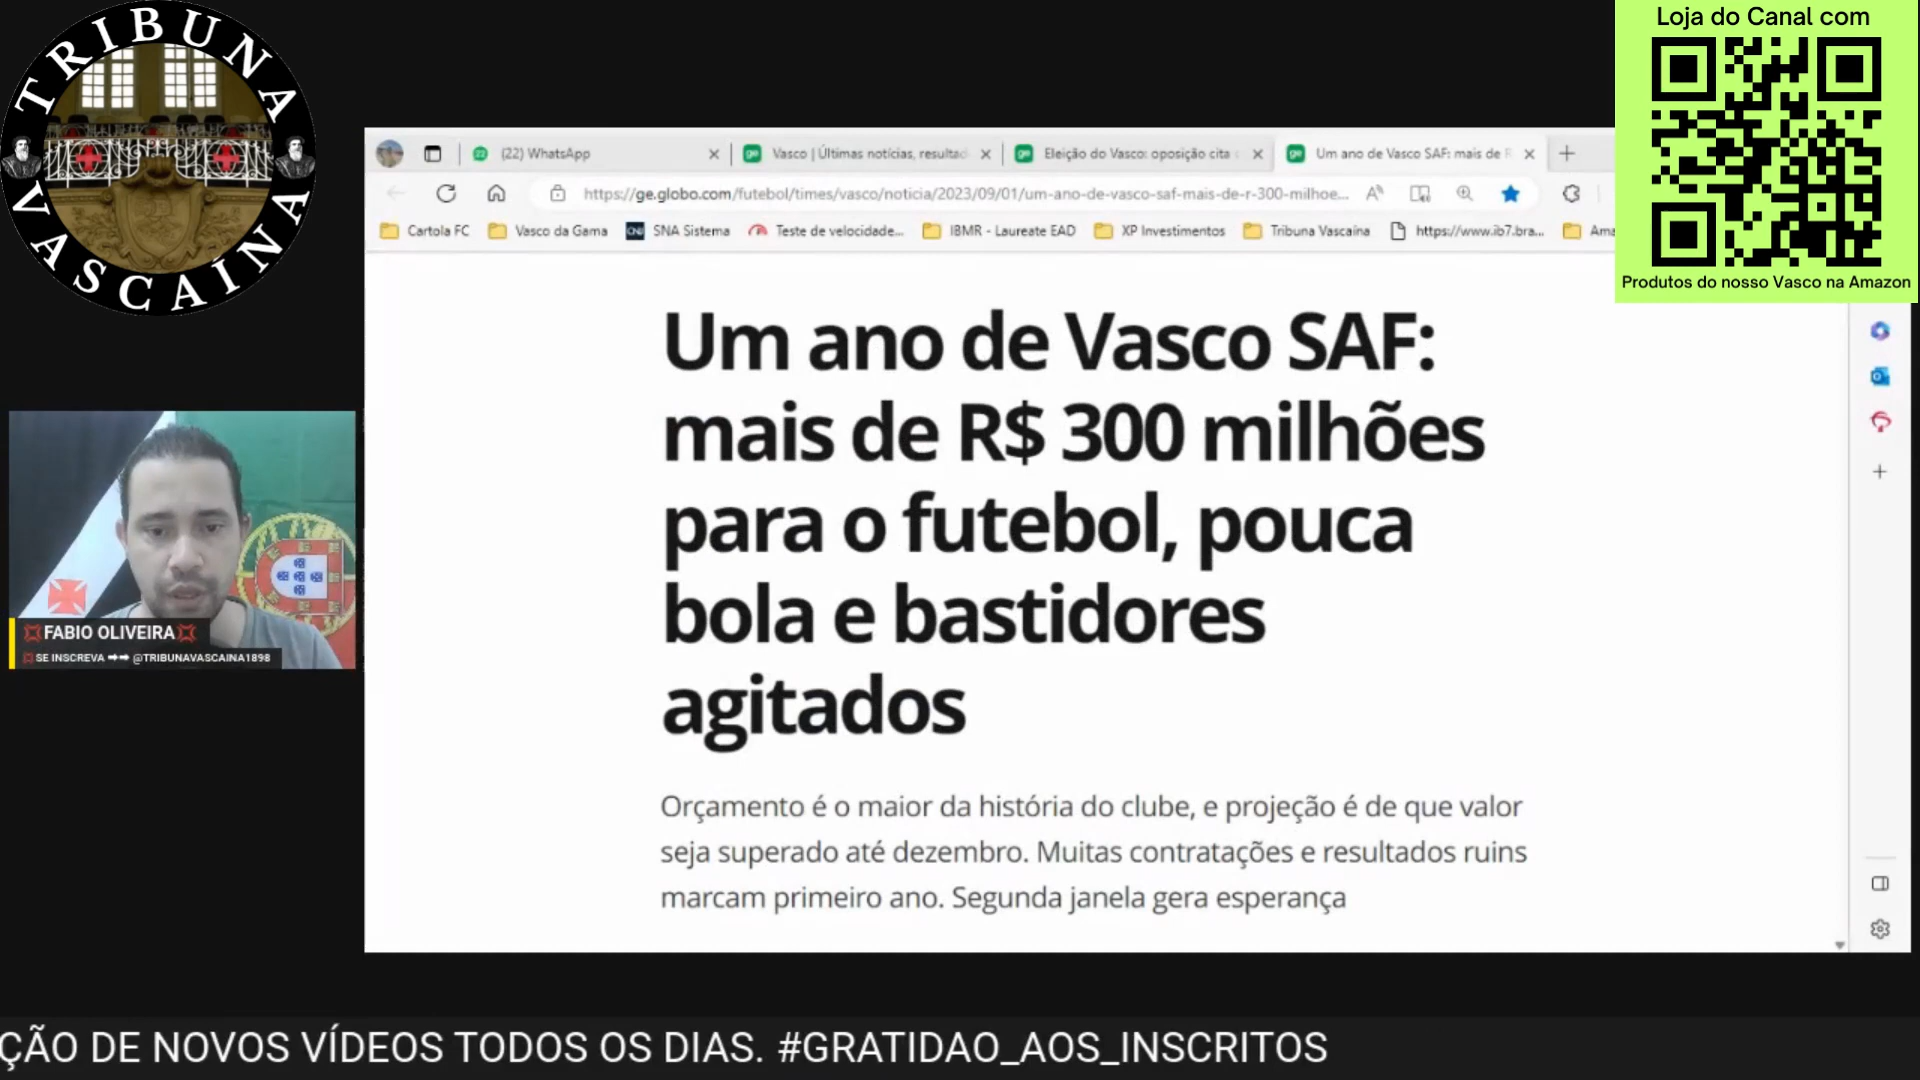 TRIBUNA VASCAÍNA
Loja do Canal com
Produtos do nosso Vasco na Amazon
(22) WhatsApp
Vasco | Últimas notícias, resultad
Eleição do Vasco: oposição cita
Um ano de Vasco SAF: mais de R
https://ge.globo.com/futebol/times/vasco/noticia/2023/09/01/um-ano-de-vasco-saf-mais-de-r-300-milhoe...
Cartola FC
Vasco da Gama
SNA Sistema
Teste de velocidade...
IBMR - Laureate EAD
XP Investimentos
Tribuna Vascaína
https://www.ib7.bra...
Ama
Um ano de Vasco SAF:
mais de R$ 300 milhões
para o futebol, pouca
bola e bastidores
agitados
Orçamento é o maior da história do clube, e projeção é de que valor
seja superado até dezembro. Muitas contratações e resultados ruins
marcam primeiro ano. Segunda janela gera esperança
FABIO OLIVEIRA
SE INSCREVA ➡➡ @TRIBUNAVASCAINA1898
ÇÃO DE NOVOS VÍDEOS TODOS OS DIAS. #GRATIDAO_AOS_INSCRITOS